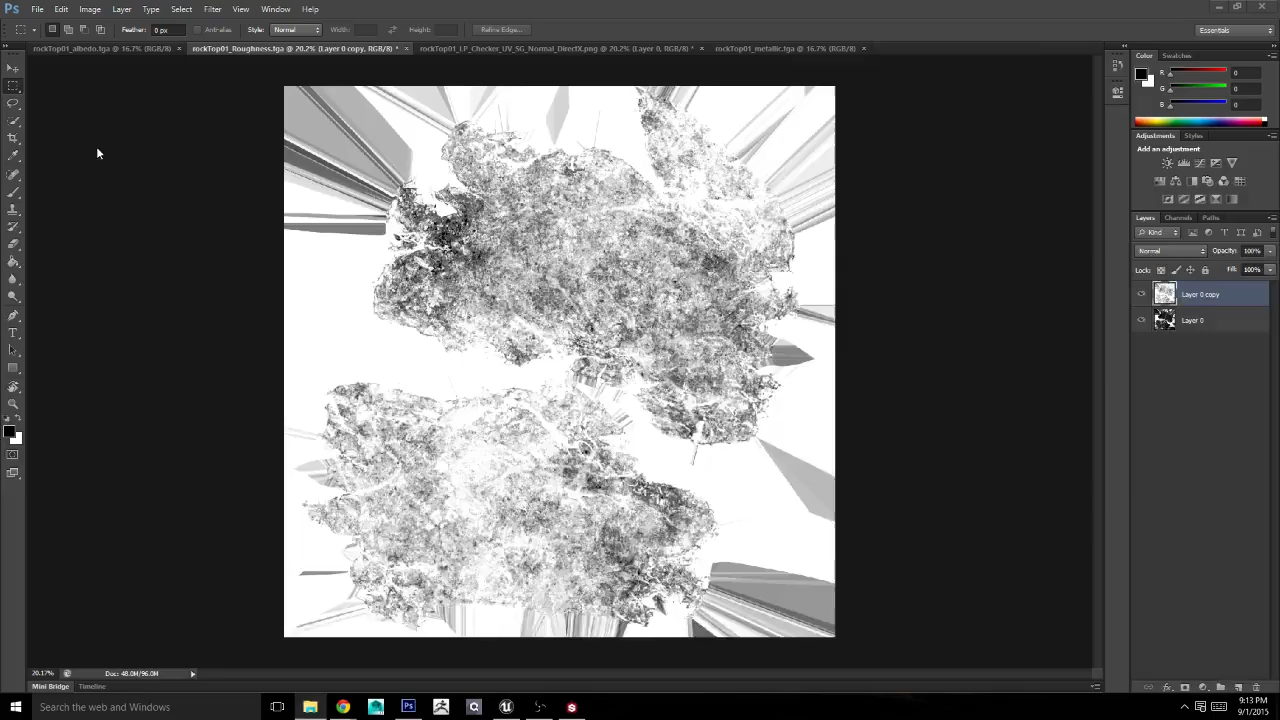 Ps File Edit Image Layer Type Select Filter 3D View Window Help
Feather: 0 px Anti-alias Style: Normal Width: Height: Refine Edge... Essentials
rockTop01_albedo.tga @ 16.7% (RGB/8) × rockTop01_Roughness.tga @ 20.2% (Layer 0 copy, RGB/8) * × rockTop01_LP_Checker_UV_SG_Normal_DirectX.png @ 20.2% (Layer 0, RGB/8) * × rockTop01_metallic.tga @ 16.7% (RGB/8) ×
Color Swatches
R 0
G 0
B 0
Adjustments Styles
Add an adjustment
Layers Channels Paths
Kind
Normal Opacity: 100%
Lock: Fill: 100%
Layer 0 copy
Layer 0
20.17% Doc: 48.0M/96.0M
Mini Bridge Timeline
Search the web and Windows
9:13 PM
9/1/2015